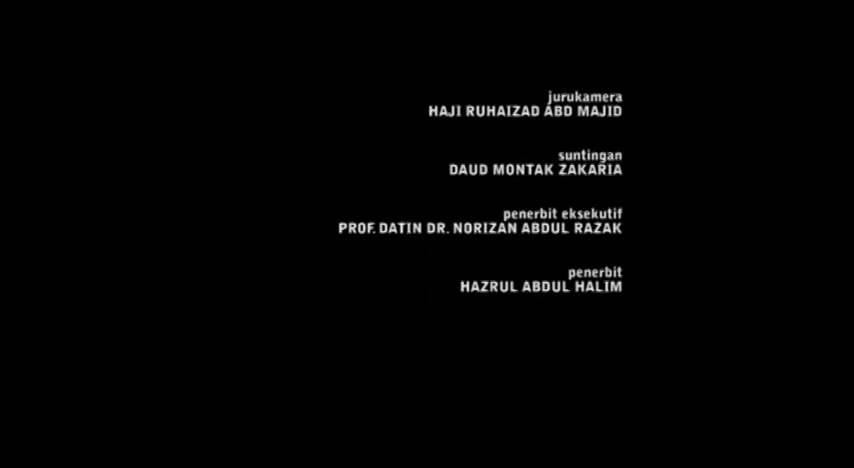 jurukamera
HAJI RUHAIZAD ABD MAJID
suntingan
DAUD MONTAK ZAKARIA
penerbit eksekutif
PROF. DATIN DR. NORIZAN ABDUL RAZAK
penerbit
HAZRUL ABDUL HALIM